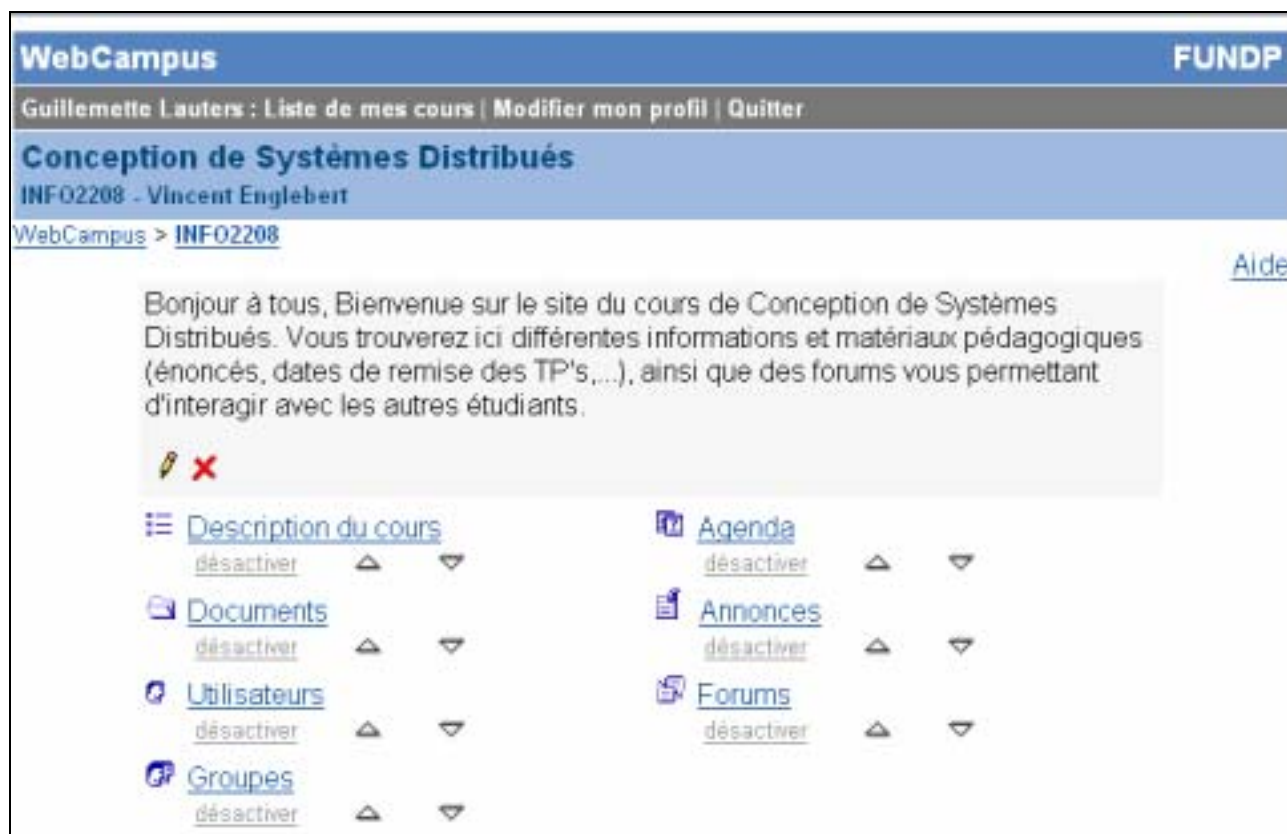 WebCampus FUNDP
Guillemette Lauters : Liste de mes cours | Modifier mon profil | Quitter
Conception de Systèmes Distribués
INFO2208 - Vincent Englebert
WebCampus > INFO2208
Aide
Bonjour à tous, Bienvenue sur le site du cours de Conception de Systèmes
Distribués. Vous trouverez ici différentes informations et matériaux pédagogiques
(énoncés, dates de remise des TP's,...), ainsi que des forums vous permettant
d'interagir avec les autres étudiants.
Description du cours
désactiver
Agenda
désactiver
Documents
désactiver
Annonces
désactiver
Utilisateurs
désactiver
Forums
désactiver
Groupes
désactiver